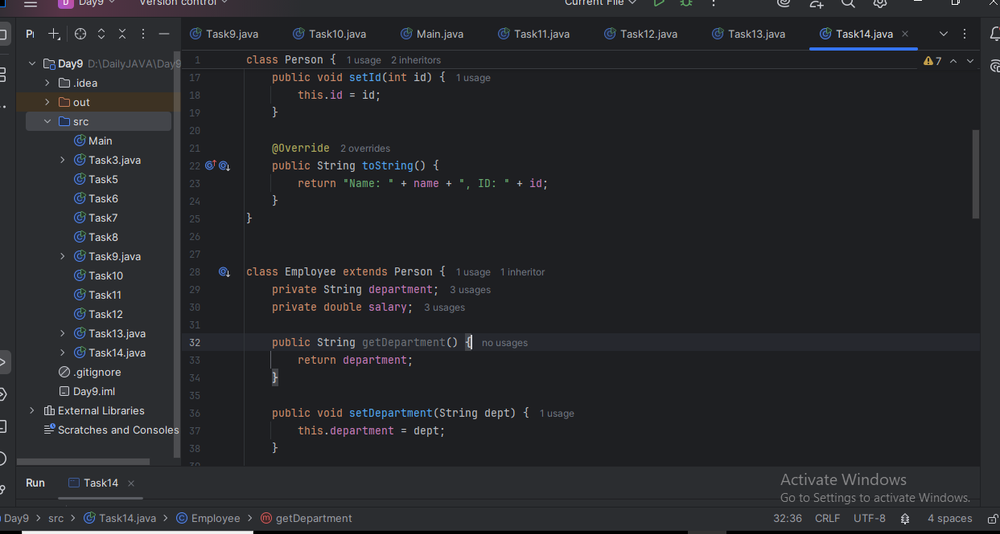 D Day9 Version control Current File
Pr
Task9.java Task10.java Main.java Task11.java Task12.java Task13.java Task14.java
Day9 D:\DailyJAVA\Day9
.idea
out
src
Main
Task3.java
Task5
Task6
Task7
Task8
Task9.java
Task10
Task11
Task12
Task13.java
Task14.java
.gitignore
Day9.iml
External Libraries
Scratches and Consoles
1 class Person { 1 usage 2 inheritors
7
17 public void setId(int id) { 1 usage
18 this.id = id;
19 }
20
21 @Override 2 overrides
22 public String toString() {
23 return "Name: " + name + ", ID: " + id;
24 }
25 }
26
27
28 class Employee extends Person { 1 usage 1 inheritor
29 private String department; 3 usages
30 private double salary; 3 usages
31
32 public String getDepartment() { no usages
33 return department;
34 }
35
36 public void setDepartment(String dept) { 1 usage
37 this.department = dept;
38 }
39
Run Task14
Activate Windows
Go to Settings to activate Windows.
Day9 > src > Task14.java > Employee > getDepartment 32:36 CRLF UTF-8 4 spaces